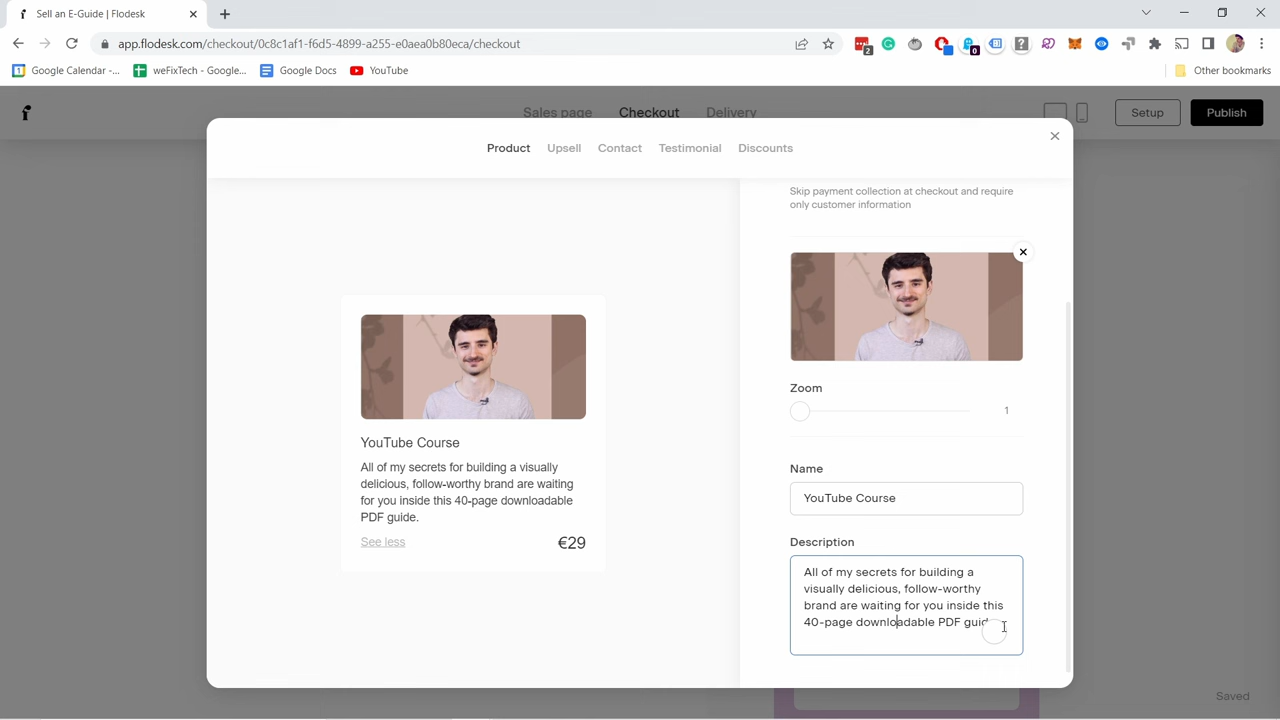 Sell an E-Guide | Flodesk
app.flodesk.com/checkout/0dc1af1-f6d5-4899-a255-e0aea0b80eca/checkout
2
0
Google Calendar -...
weFixTech - Google...
Google Docs
YouTube
Other bookmarks
Sales page
Checkout
Delivery
Setup
Publish
Product
Upsell
Contact
Testimonial
Discounts
Skip payment collection at checkout and require
only customer information
Zoom
1
YouTube Course
All of my secrets for building a visually
delicious, follow-worthy brand are waiting
for you inside this 40-page downloadable
PDF guide.
See less
€29
Name
YouTube Course
Description
All of my secrets for building a
visually delicious, follow-worthy
brand are waiting for you inside this
40-page downloadable PDF guide.
Saved